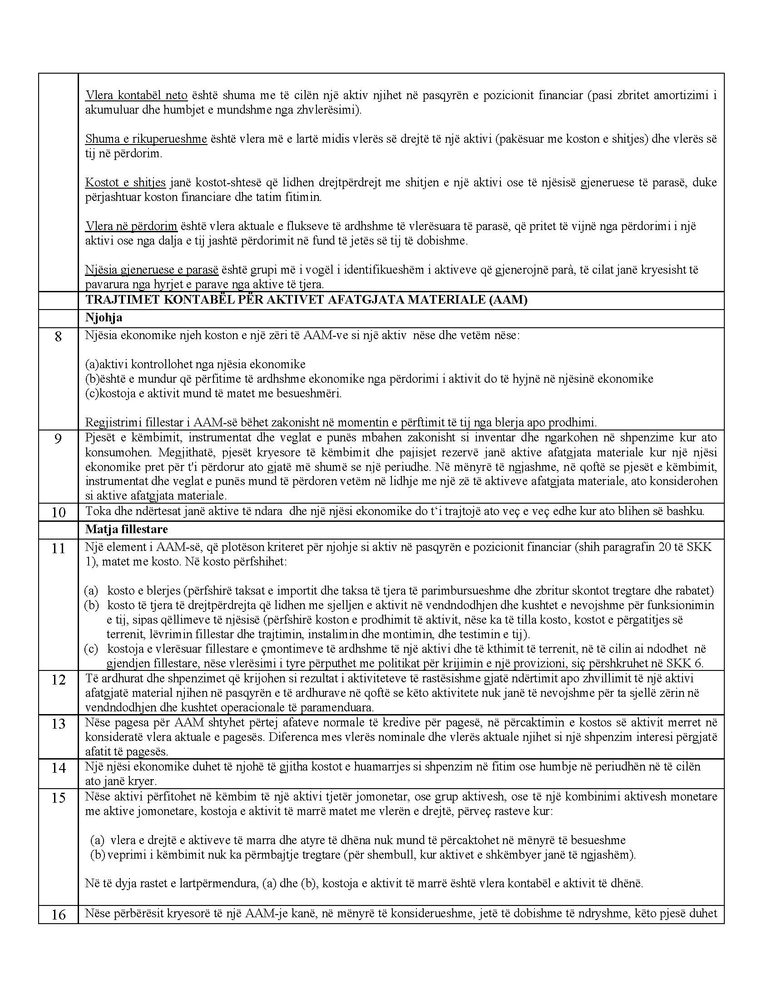 Vlera kontabël neto është shuma me të cilën një aktiv njihet në pasqyrën e pozicionit financiar (pasi zbritet amortizimi i
akumuluar dhe humbjet e mundshme nga zhvlerësimi).
Shuma e rikuperueshme është vlera më e lartë midis vlerës së drejtë të një aktivi (pakësuar me koston e shitjes) dhe vlerës së
tij në përdorim.
Kostot e shitjes janë kostot-shtesë që lidhen drejtpërdrejt me shitjen e një aktivi ose të njësisë gjeneruese të parasë, duke
përjashtuar koston financiare dhe tatim fitimin.
Vlera në përdorim është vlera aktuale e flukseve të ardhshme të vlerësuara të parasë, që pritet të vijnë nga përdorimi i një
aktivi ose nga dalja e tij jashtë përdorimit në fund të jetës së tij të dobishme.
Njësia gjeneruese e parasë është grupi më i vogël i identifikueshëm i aktiveve që gjenerojnë parà, të cilat janë kryesisht të
pavarura nga hyrjet e parave nga aktive të tjera.
TRAJTIMET KONTABËL PËR AKTIVET AFATGJATA MATERIALE (AAM)
Njohja
8 Njësia ekonomike njeh koston e një zëri të AAM-ve si një aktiv  nëse dhe vetëm nëse:
(a)aktivi kontrollohet nga njësia ekonomike
(b)është e mundur që përfitime të ardhshme ekonomike nga përdorimi i aktivit do të hyjnë në njësinë ekonomike
(c)kostoja e aktivit mund të matet me besueshmëri.
Regjistrimi fillestar i AAM-së bëhet zakonisht në momentin e përftimit të tij nga blerja apo prodhimi.
9 Pjesët e këmbimit, instrumentat dhe veglat e punës mbahen zakonisht si inventar dhe ngarkohen në shpenzime kur ato
konsumohen. Megjithatë, pjesët kryesore të këmbimit dhe pajisjet rezervë janë aktive afatgjata materiale kur një njësi
ekonomike pret për t'i përdorur ato gjatë më shumë se një periudhe. Në mënyrë të ngjashme, në qoftë se pjesët e këmbimit,
instrumentat dhe veglat e punës mund të përdoren vetëm në lidhje me një zë të aktiveve afatgjata materiale, ato konsiderohen
si aktive afatgjata materiale.
10 Toka dhe ndërtesat janë aktive të ndara  dhe një njësi ekonomike do t‘i trajtojë ato veç e veç edhe kur ato blihen së bashku.
Matja fillestare
11 Një element i AAM-së, që plotëson kriteret për njohje si aktiv në pasqyrën e pozicionit financiar (shih paragrafin 20 të SKK
1), matet me kosto. Në kosto përfshihet:
(a) kosto e blerjes (përfshirë taksat e importit dhe taksa të tjera të parimbursueshme dhe zbritur skontot tregtare dhe rabatet)
(b) kosto të tjera të drejtpërdrejta që lidhen me sjelljen e aktivit në vendndodhjen dhe kushtet e nevojshme për funksionimin
e tij, sipas qëllimeve të njësisë (përfshirë koston e prodhimit të aktivit, nëse ka të tilla kosto, kostot e përgatitjes së
terrenit, lëvrimin fillestar dhe trajtimin, instalimin dhe montimin, dhe testimin e tij).
(c) kostoja e vlerësuar fillestare e çmontimeve të ardhshme të një aktivi dhe të kthimit të terrenit, në të cilin ai ndodhet  në
gjendjen fillestare, nëse vlerësimi i tyre përputhet me politikat për krijimin e një provizioni, siç përshkruhet në SKK 6.
12 Të ardhurat dhe shpenzimet që krijohen si rezultat i aktiviteteve të rastësishme gjatë ndërtimit apo zhvillimit të një aktivi
afatgjatë material njihen në pasqyrën e të ardhurave në qoftë se këto aktivitete nuk janë të nevojshme për ta sjellë zërin në
vendndodhjen dhe kushtet operacionale të paramenduara.
13 Nëse pagesa për AAM shtyhet përtej afateve normale të kredive për pagesë, në përcaktimin e kostos së aktivit merret në
konsideratë vlera aktuale e pagesës. Diferenca mes vlerës nominale dhe vlerës aktuale njihet si një shpenzim interesi përgjatë
afatit të pagesës.
14 Një njësi ekonomike duhet të njohë të gjitha kostot e huamarrjes si shpenzim në fitim ose humbje në periudhën në të cilën
ato janë kryer.
15 Nëse aktivi përfitohet në këmbim të një aktivi tjetër jomonetar, ose grup aktivesh, ose të një kombinimi aktivesh monetare
me aktive jomonetare, kostoja e aktivit të marrë matet me vlerën e drejtë, përveç rasteve kur:
(a) vlera e drejtë e aktiveve të marra dhe atyre të dhëna nuk mund të përcaktohet në mënyrë të besueshme
(b) veprimi i këmbimit nuk ka përmbajtje tregtare (për shembull, kur aktivet e shkëmbyer janë të ngjashëm).
Në të dyja rastet e lartpërmendura, (a) dhe (b), kostoja e aktivit të marrë është vlera kontabël e aktivit të dhënë.
16 Nëse përbërësit kryesorë të një AAM-je kanë, në mënyrë të konsiderueshme, jetë të dobishme të ndryshme, këto pjesë duhet